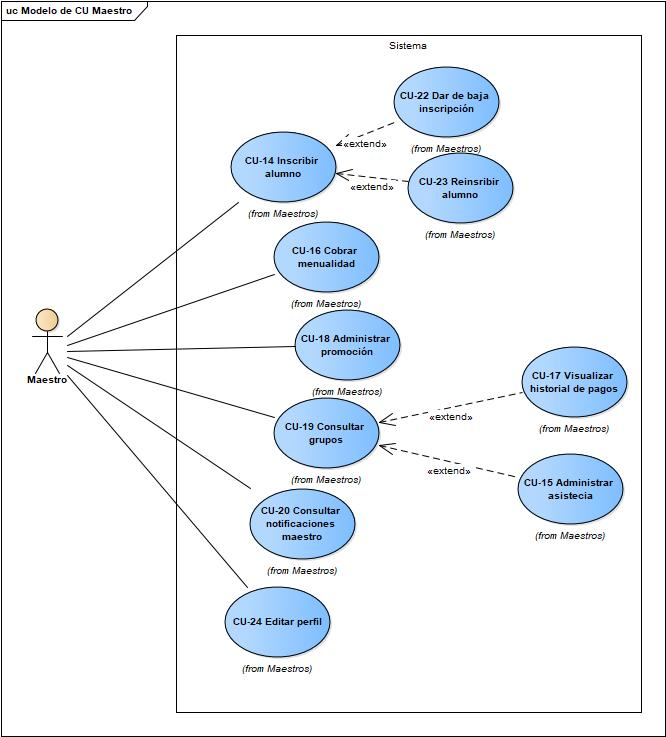 uc Modelo de CU Maestro
Sistema
CU-22 Dar de baja
inscripción
(from Maestros)
«extend»
CU-14 Inscribir
alumno
(from Maestros)
«extend»
CU-23 Reinsribir
alumno
(from Maestros)
CU-16 Cobrar
menualidad
(from Maestros)
CU-18 Administrar
promoción
(from Maestros)
Maestro
CU-17 Visualizar
historial de pagos
(from Maestros)
«extend»
CU-19 Consultar
grupos
(from Maestros)
«extend»
CU-15 Administrar
asistecia
(from Maestros)
CU-20 Consultar
notificaciones
maestro
(from Maestros)
CU-24 Editar perfil
(from Maestros)